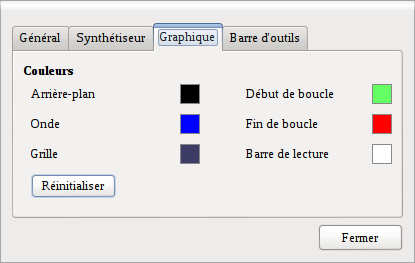 Général Synthétiseur Graphique Barre d'outils
Couleurs
Arrière-plan Début de boucle
Onde Fin de boucle
Grille Barre de lecture
Réinitialiser
Fermer